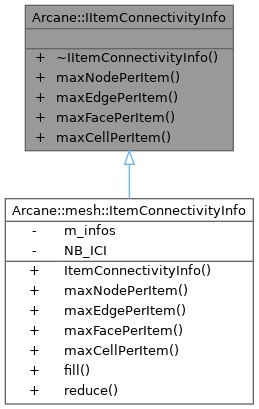 Arcane::IItemConnectivityInfo
+ ~IItemConnectivityInfo()
+ maxNodePerItem()
+ maxEdgePerItem()
+ maxFacePerItem()
+ maxCellPerItem()
Arcane::mesh::ItemConnectivityInfo
- m_infos
- NB_ICI
+ ItemConnectivityInfo()
+ maxNodePerItem()
+ maxEdgePerItem()
+ maxFacePerItem()
+ maxCellPerItem()
+ fill()
+ reduce()